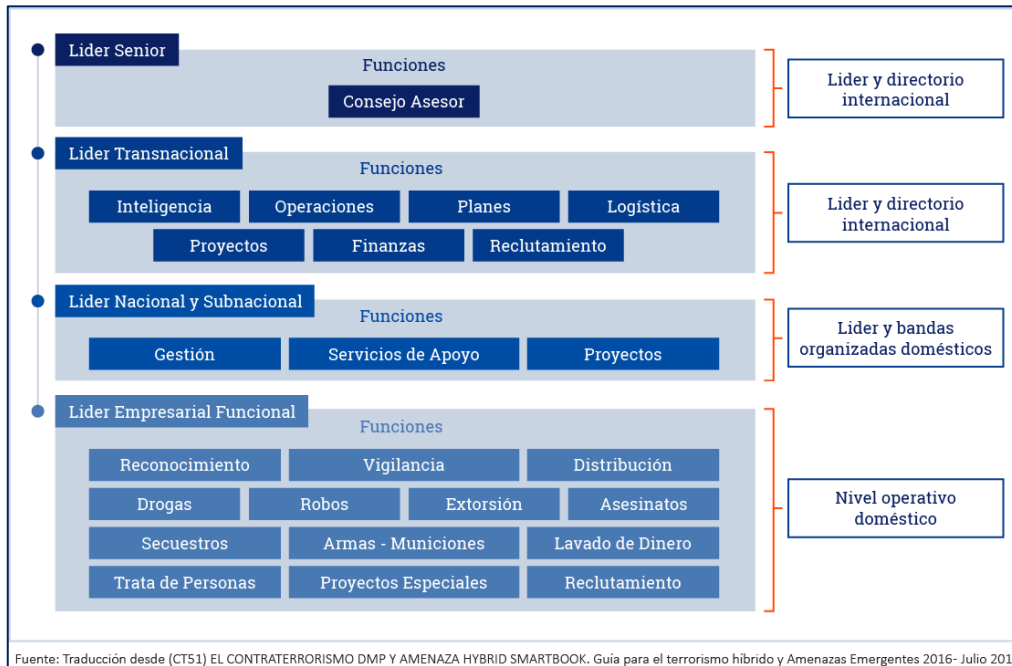 Lider Senior
Funciones
Consejo Asesor
Lider y directorio
internacional
Lider Transnacional
Funciones
Inteligencia Operaciones Planes Logística
Proyectos Finanzas Reclutamiento
Lider y directorio
internacional
Lider Nacional y Subnacional
Funciones
Gestión Servicios de Apoyo Proyectos
Lider y bandas
organizadas domésticos
Lider Empresarial Funcional
Funciones
Reconocimiento Vigilancia Distribución
Drogas Robos Extorsión Asesinatos
Secuestros Armas - Municiones Lavado de Dinero
Trata de Personas Proyectos Especiales Reclutamiento
Nivel operativo
doméstico
Fuente: Traducción desde (CT51) EL CONTRATERRORISMO DMP Y AMENAZA HYBRID SMARTBOOK. Guía para el terrorismo híbrido y Amenazas Emergentes 2016- Julio